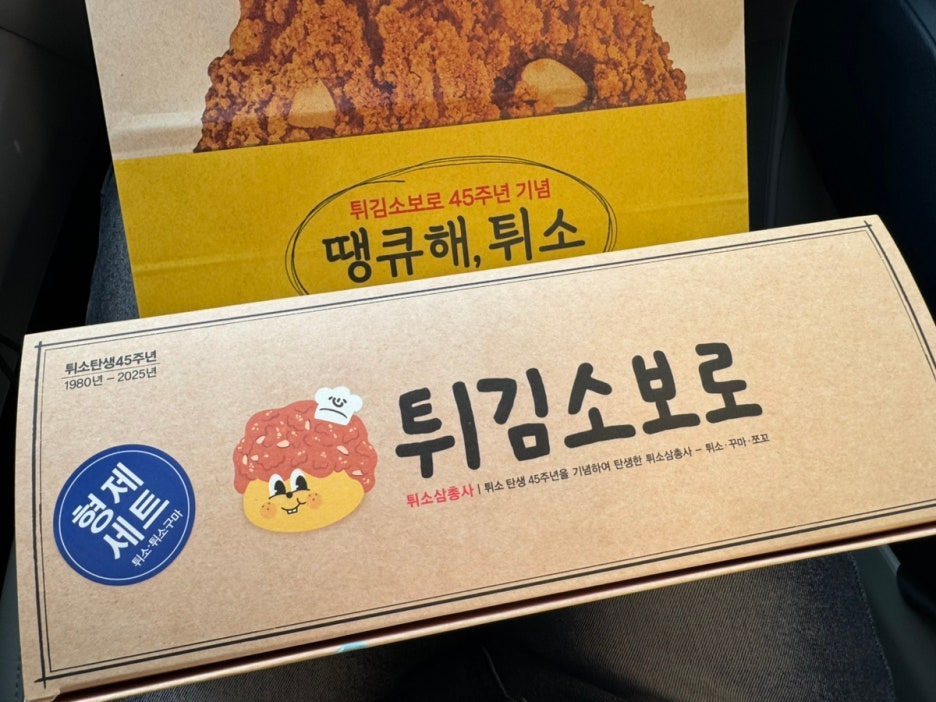 튀김소보로 45주년 기념
땡큐해, 튀소
튀소탄생45주년
1980년 – 2025년
튀김소보로
튀소삼총사 | 튀소 탄생 45주년을 기념하여 탄생한 튀소삼총사 – 튀소·꾸마·쪼꼬
형제
세트
튀소·튀소구마